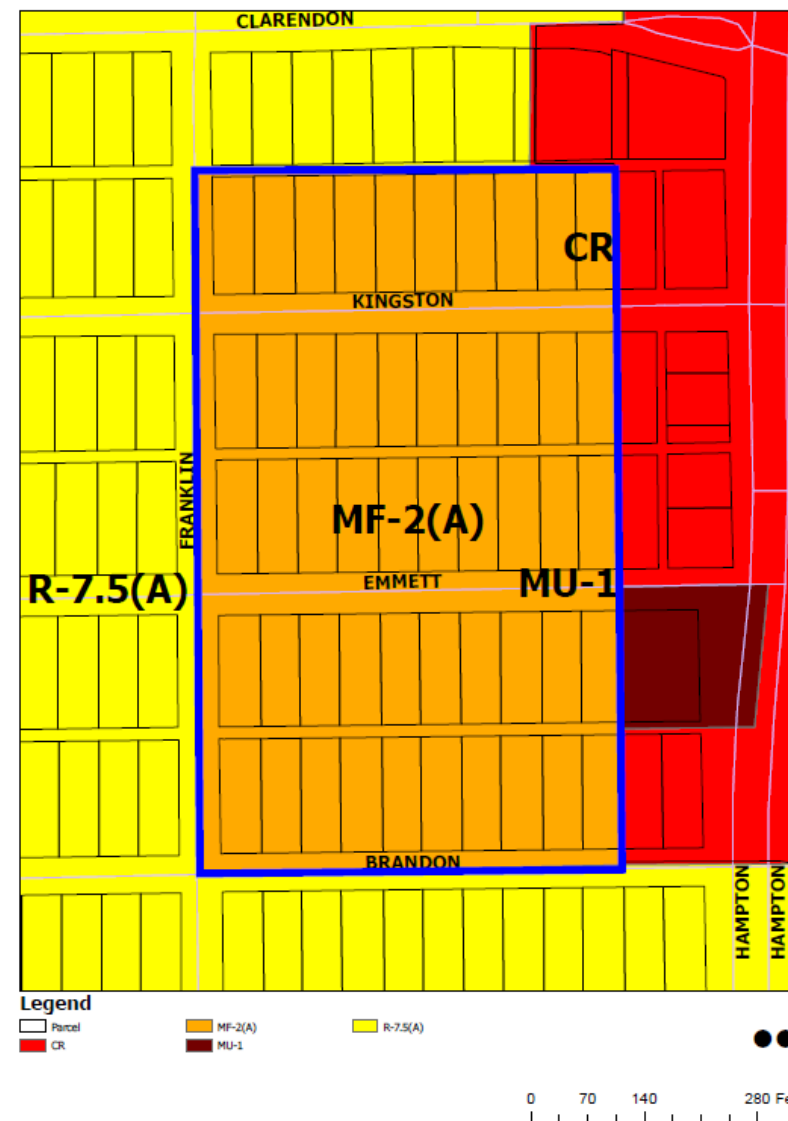 CLARENDON
CR
KINGSTON
FRANKLIN
MF-2(A)
EMMETT
MU-1
R-7.5(A)
BRANDON
HAMPTON
HAMPTON
Legend
Parcel
MF-2(A)
R-7.5(A)
CR
MU-1
0 70 140 280 Fe